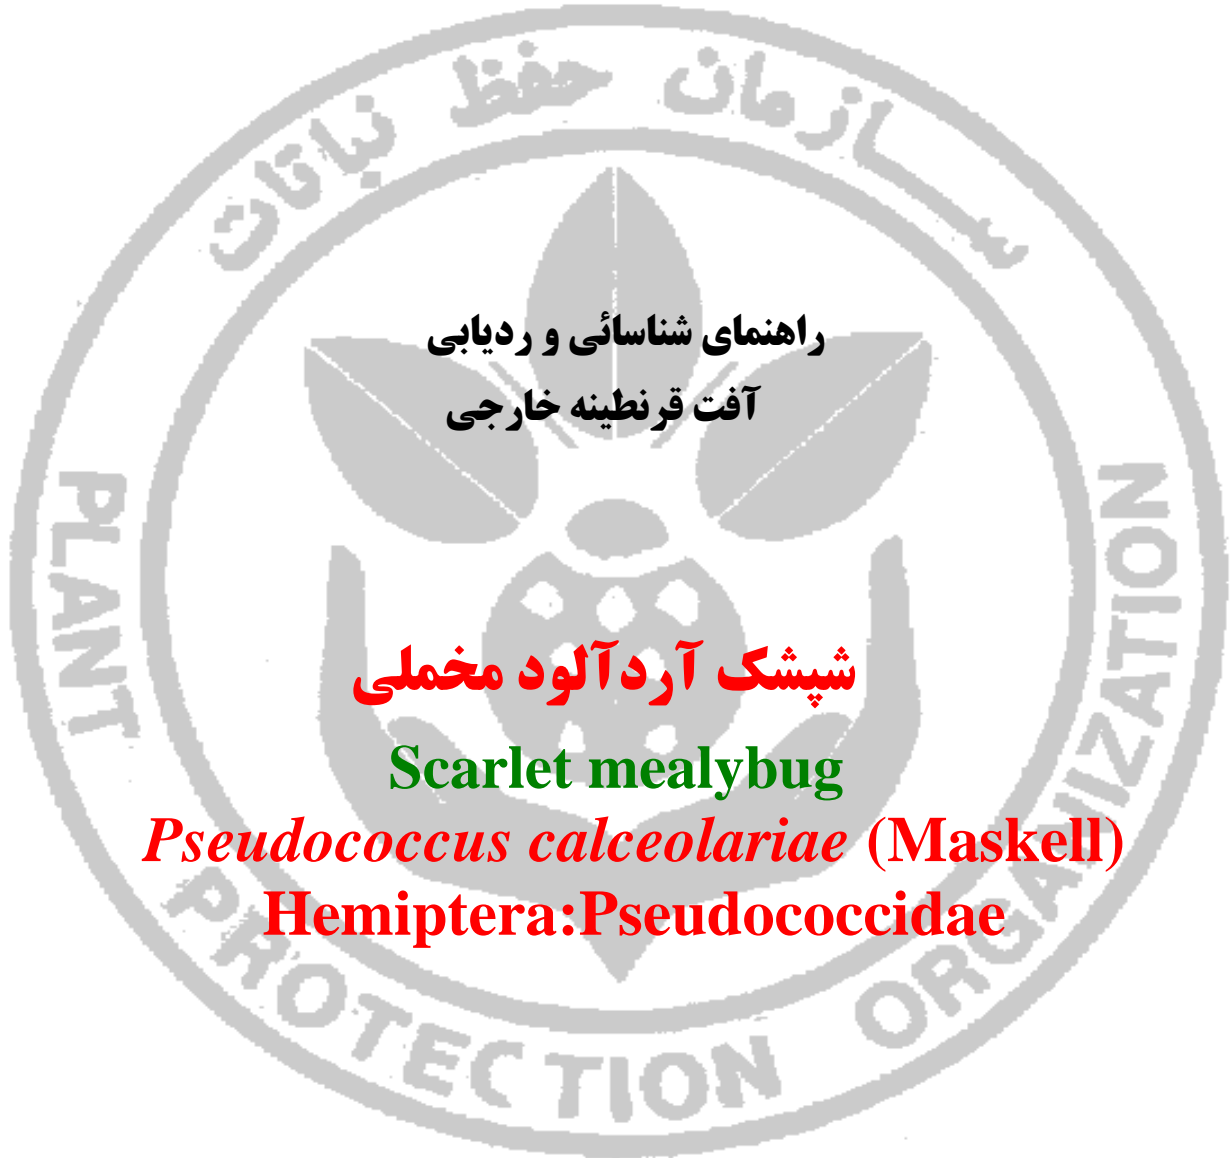 سازمان حفظ نباتات
راهنمای شناسائی و ردیابی
آفت قرنطینه خارجی
شپشک آردآلود مخملی
Scarlet mealybug
Pseudococcus calceolariae (Maskell)
Hemiptera:Pseudococcidae
PLANT PROTECTION ORGANIZATION